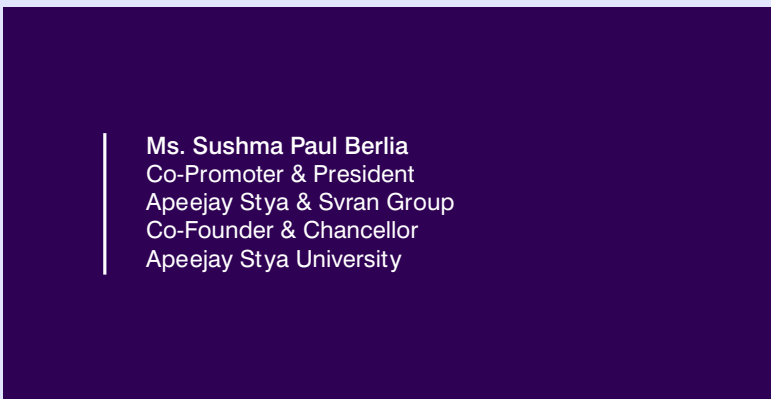 Ms. Sushma Paul Berlia
Co-Promoter & President
Apeejay Stya & Svran Group
Co-Founder & Chancellor
Apeejay Stya University